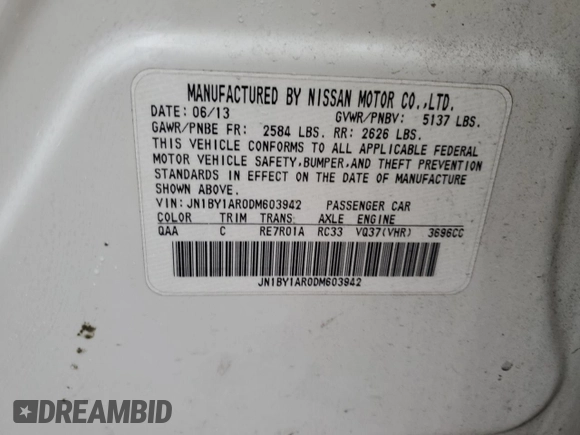 MANUFACTURED BY NISSAN MOTOR CO.,LTD.
DATE: 06/13 GVWR/PNBV: 5137 LBS.
GAWR/PNBE FR: 2584 LBS. RR: 2626 LBS.
THIS VEHICLE CONFORMS TO ALL APPLICABLE FEDERAL
MOTOR VEHICLE SAFETY,BUMPER,AND THEFT PREVENTION
STANDARDS IN EFFECT ON THE DATE OF MANUFACTURE
SHOWN ABOVE.
VIN: JN1BY1AR0DM603942 PASSENGER CAR
COLOR TRIM TRANS AXLE ENGINE
QAA C RE7R01A RC33 VQ37(VHR) 3696CC
JN1BY1AR0DM603942
DREAMBID